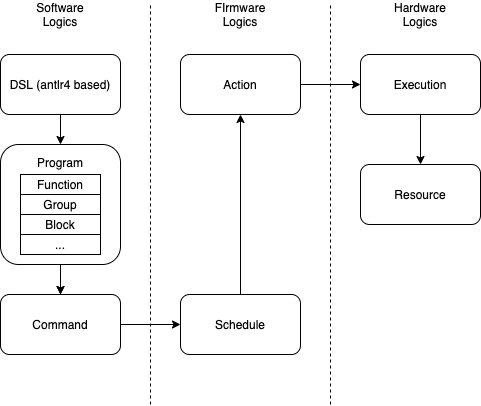 Software
Logics
FIrmware
Logics
Hardware
Logics
DSL (antlr4 based)
Action
Execution
Program
Function
Group
Block
...
Resource
Command
Schedule